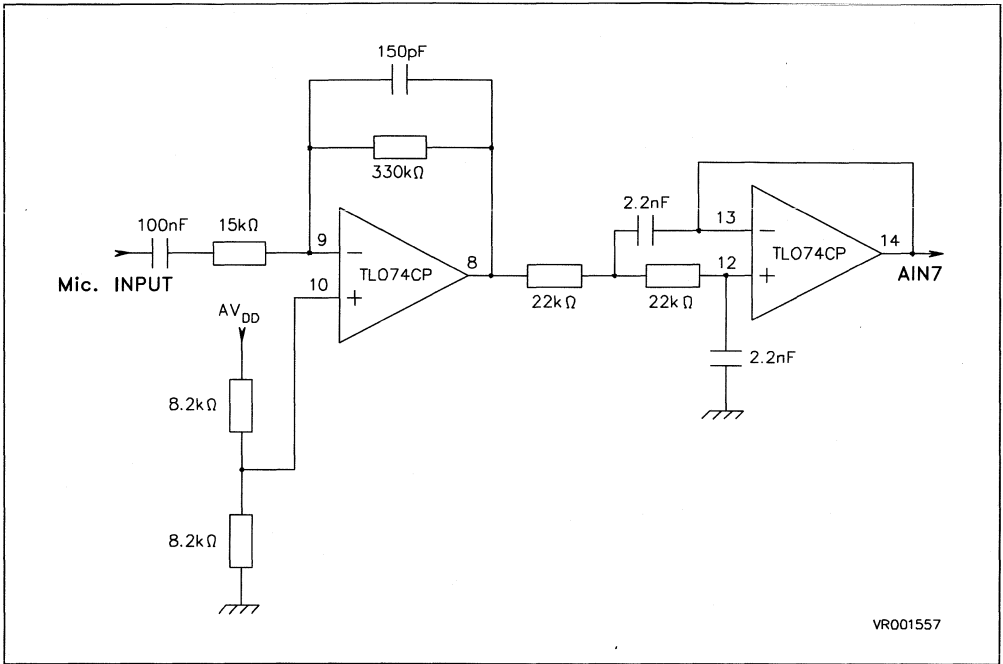 150pF
330kΩ
100nF
15kΩ
9
−
TL074CP
8
10
+
Mic. INPUT
AV_DD
8.2kΩ
8.2kΩ
22kΩ
2.2nF
22kΩ
13
−
TL074CP
14
12
+
AIN7
2.2nF
VR001557